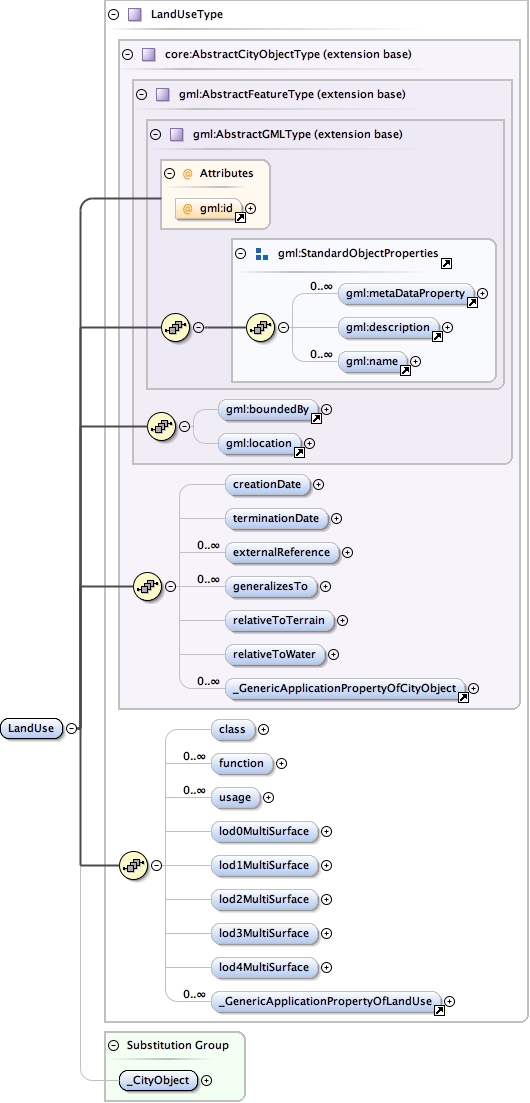 LandUseType
core:AbstractCityObjectType (extension base)
gml:AbstractFeatureType (extension base)
gml:AbstractGMLType (extension base)
@ Attributes
@ gml:id
gml:StandardObjectProperties
0..∞ gml:metaDataProperty
gml:description
0..∞ gml:name
gml:boundedBy
gml:location
creationDate
terminationDate
0..∞ externalReference
0..∞ generalizesTo
relativeToTerrain
relativeToWater
0..∞ _GenericApplicationPropertyOfCityObject
LandUse
class
0..∞ function
0..∞ usage
lod0MultiSurface
lod1MultiSurface
lod2MultiSurface
lod3MultiSurface
lod4MultiSurface
0..∞ _GenericApplicationPropertyOfLandUse
Substitution Group
_CityObject